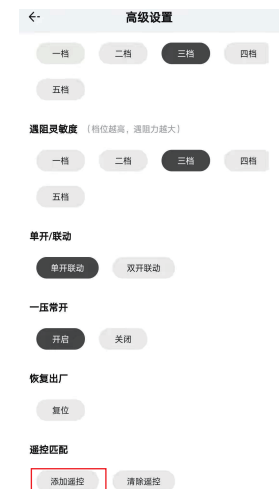 高级设置
一档 二档 三档 四档
五档
遇阻灵敏度 （档位越高，遇阻力越大）
一档 二档 三档 四档
五档
单开/联动
单开联动 双开联动
一压常开
开启 关闭
恢复出厂
复位
遥控匹配
添加遥控 清除遥控